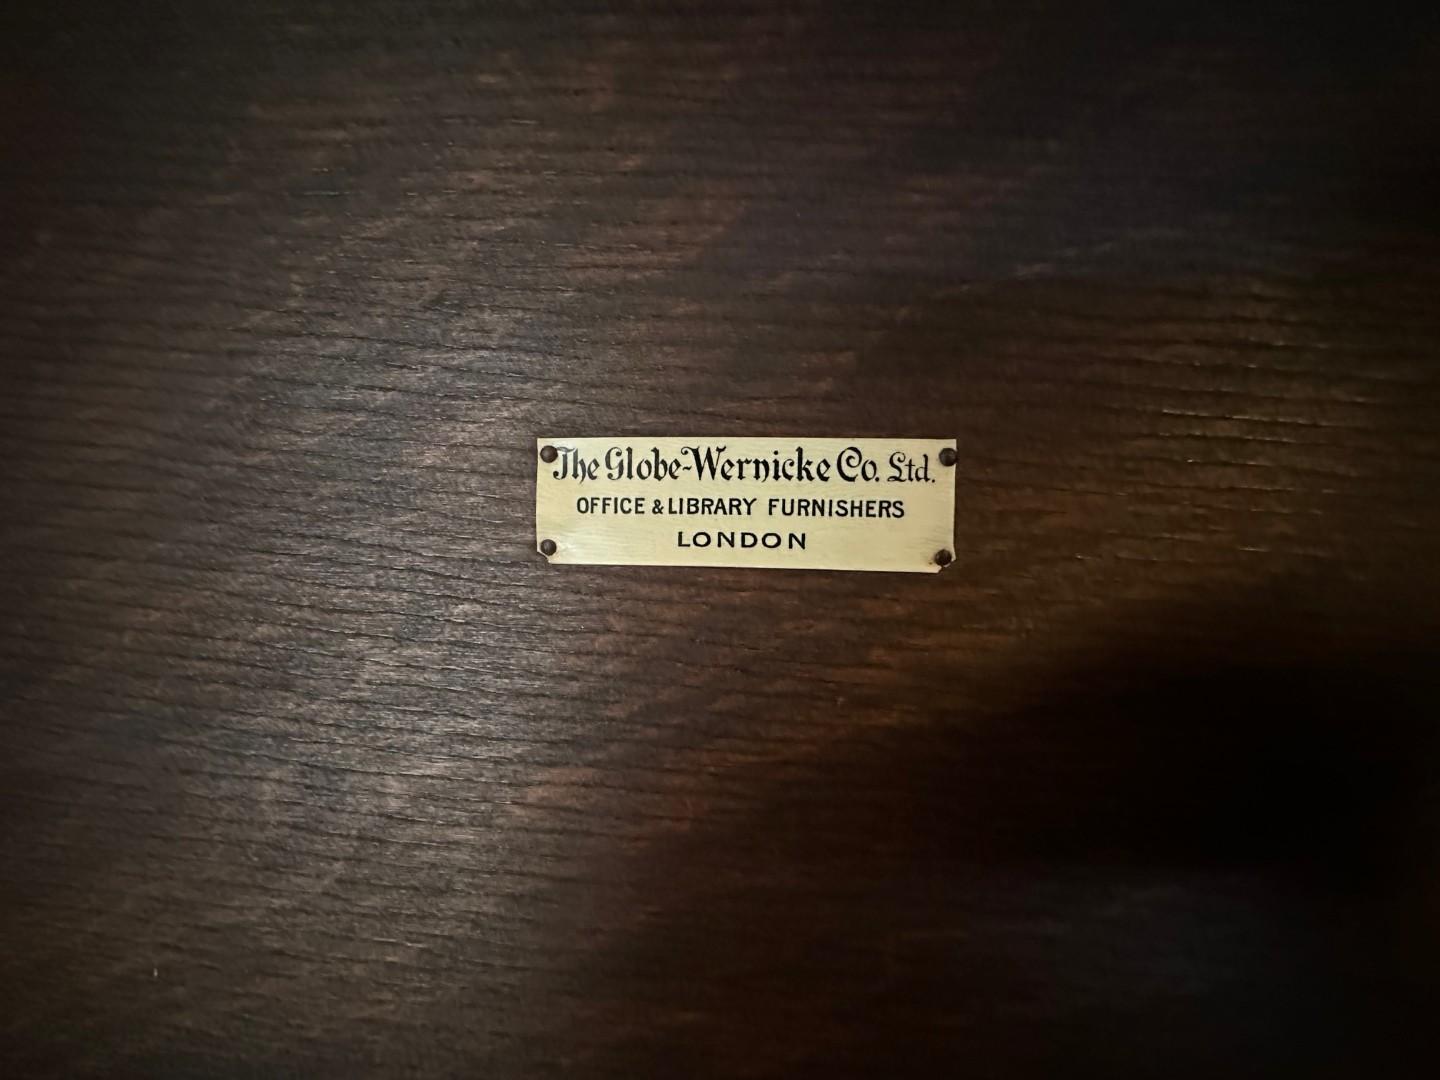 The Globe-Wernicke Co. Ltd.
OFFICE & LIBRARY FURNISHERS
LONDON